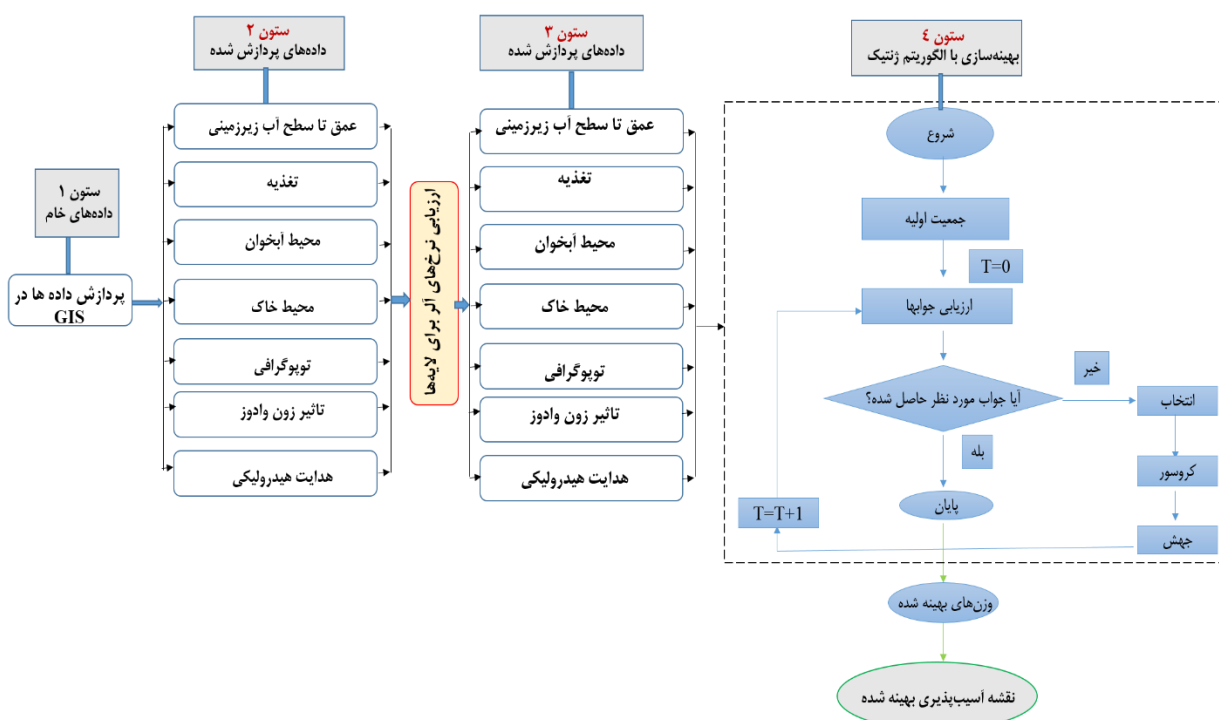 ستون ۱
داده‌های خام
پردازش داده ها در
GIS
ستون ۲
داده‌های پردازش شده
عمق تا سطح آب زیرزمینی
تغذیه
محیط آبخوان
محیط خاک
توپوگرافی
تاثیر زون وادوز
هدایت هیدرولیکی
ارزیابی نرخ‌های آلر برای لایه‌ها
ستون ۳
داده‌های پردازش شده
عمق تا سطح آب زیرزمینی
تغذیه
محیط آبخوان
محیط خاک
توپوگرافی
تاثیر زون وادوز
هدایت هیدرولیکی
ستون ٤
بهینه‌سازی با الگوریتم ژنتیک
شروع
جمعیت اولیه
T=0
ارزیابی جوابها
آیا جواب مورد نظر حاصل شده؟
خیر
انتخاب
کروسور
جهش
T=T+1
بله
پایان
وزن‌های بهینه شده
نقشه آسیب‌پذیری بهینه شده